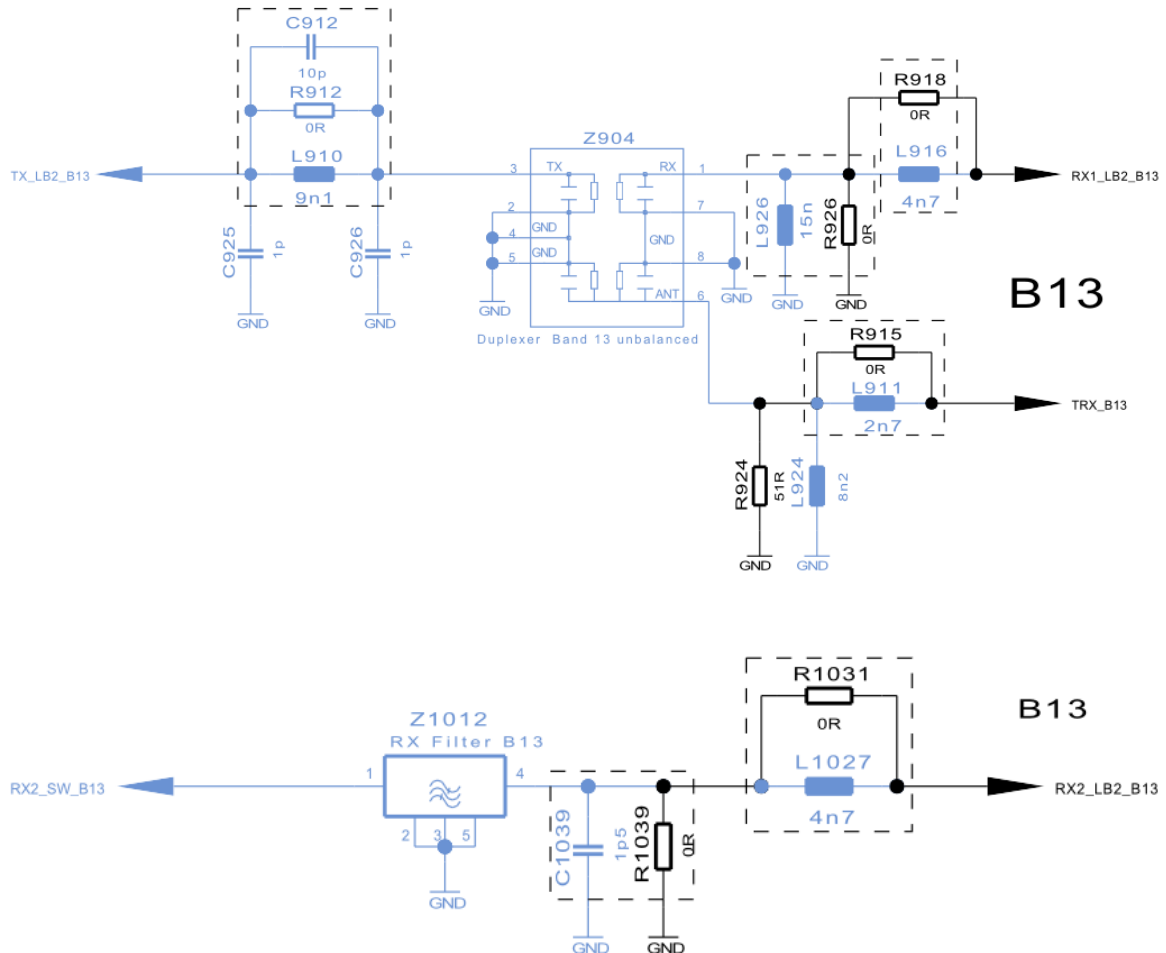 C912
10p
R912
0R
L910
9n1
TX_LB2_B13
C925
1p
C926
1p
GND
GND
Z904
3
TX
RX
1
2
GND
7
4
GND
GND
5
8
ANT
6
GND
GND
Duplexer Band 13 unbalanced
R918
0R
L916
4n7
RX1_LB2_B13
L926
15n
R926
0R
GND
GND
B13
R915
0R
L911
2n7
TRX_B13
R924
51R
L924
8n2
GND
GND
R1031
0R
B13
Z1012
RX Filter B13
L1027
4n7
RX2_SW_B13
1
4
RX2_LB2_B13
2
3
5
C1039
1p5
R1039
0R
GND
GND
GND